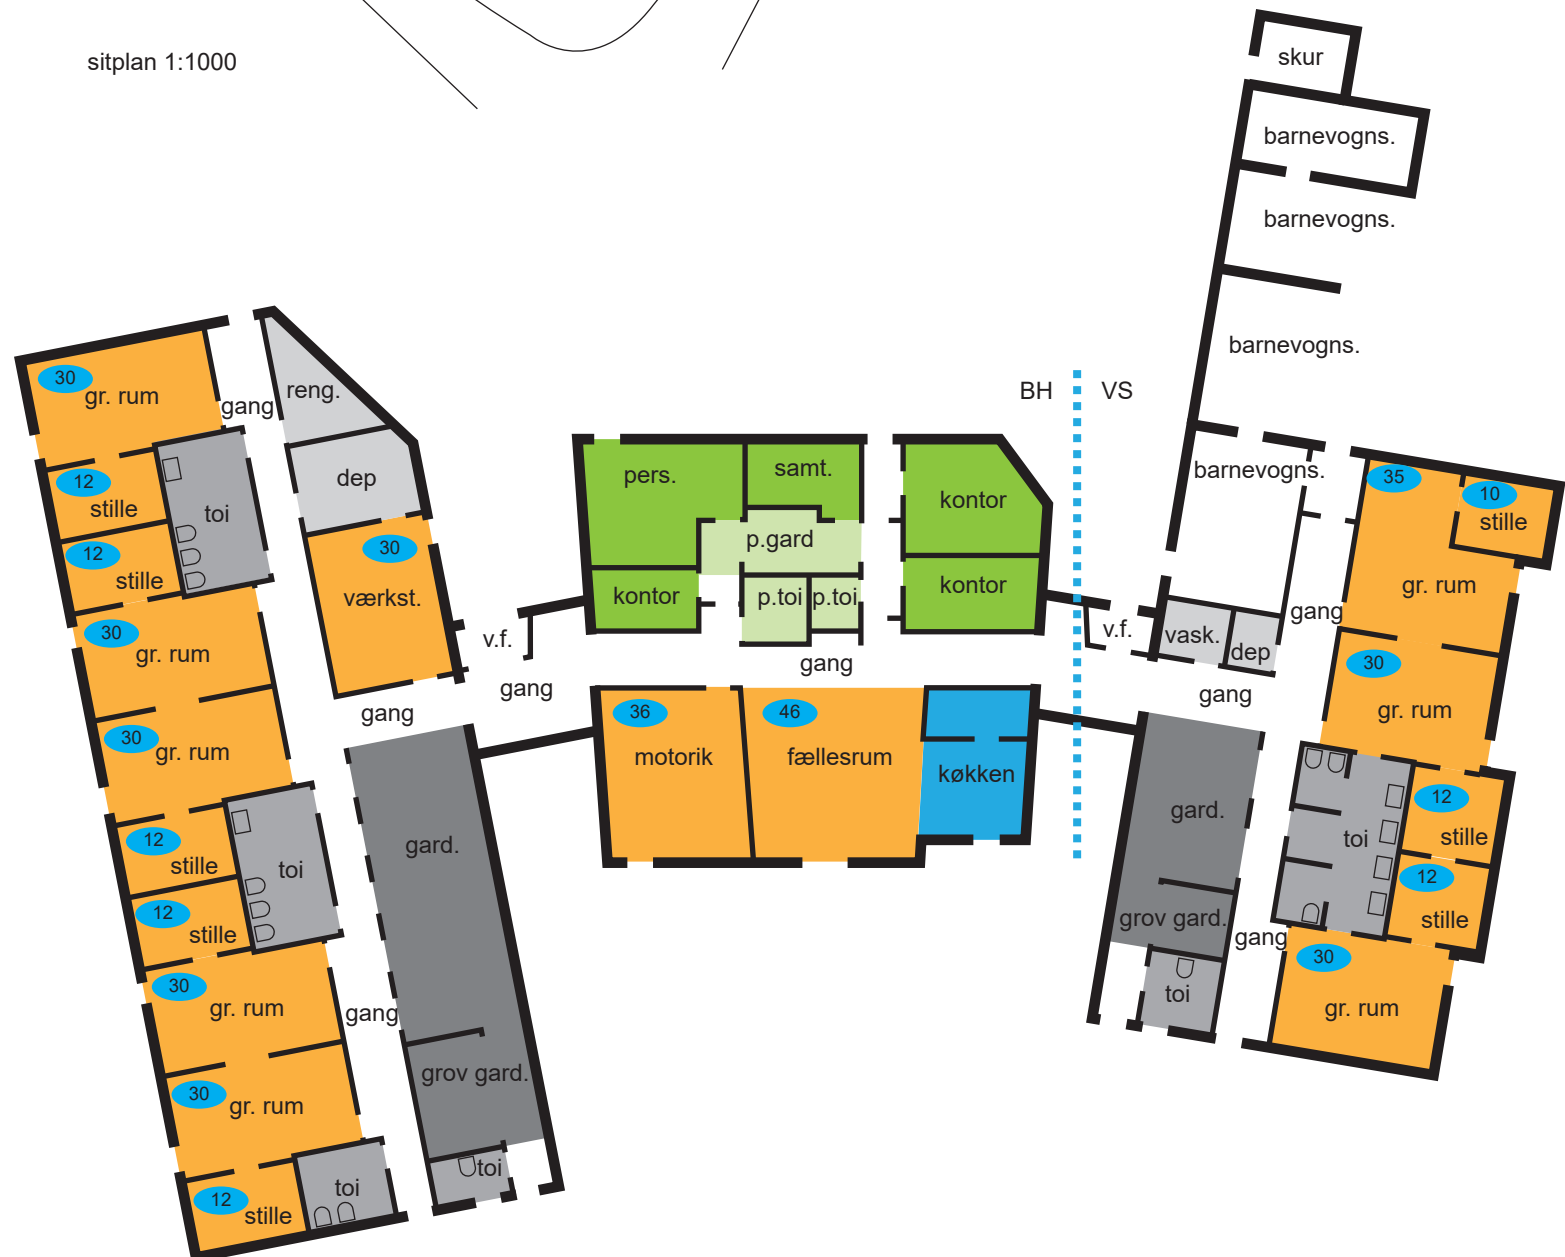 sitplan 1:1000
skur
barnevogns.
barnevogns.
barnevogns.
BH
VS
barnevogns.
30
gr. rum
gang
reng.
12
stille
toi
dep
12
stille
30
værkst.
30
gr. rum
30
gr. rum
gang
v.f.
gang
12
stille
toi
12
stille
30
gr. rum
gang
30
gr. rum
12
stille
toi
gard.
grov gard.
toi
pers.
samt.
kontor
p.gard
kontor
p.toi
p.toi
kontor
gang
36
motorik
46
fællesrum
køkken
v.f.
vask.
dep
gang
gang
35
10
stille
gr. rum
30
gr. rum
gard.
toi
12
stille
12
stille
grov gard.
gang
toi
30
gr. rum